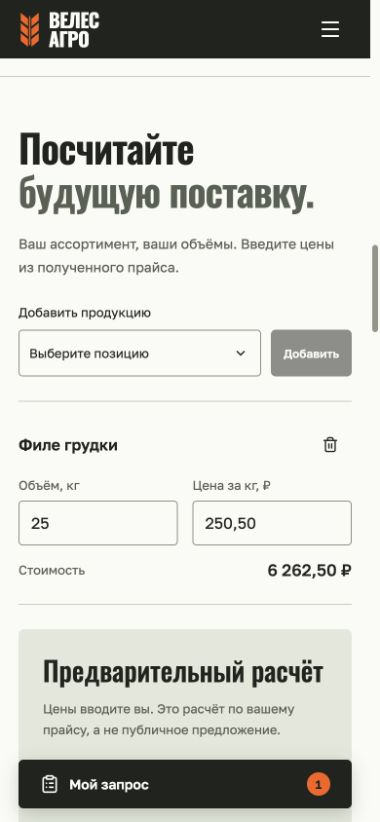 ВЕЛЕС
АГРО
Посчитайте
будущую поставку.
Ваш ассортимент, ваши объёмы. Введите цены
из полученного прайса.
Добавить продукцию
Выберите позицию
Добавить
Филе грудки
Объём, кг
Цена за кг, ₽
25
250,50
Стоимость
6 262,50 ₽
Предварительный расчёт
Цены вводите вы. Это расчёт по вашему
прайсу, а не публичное предложение.
Мой запрос
1